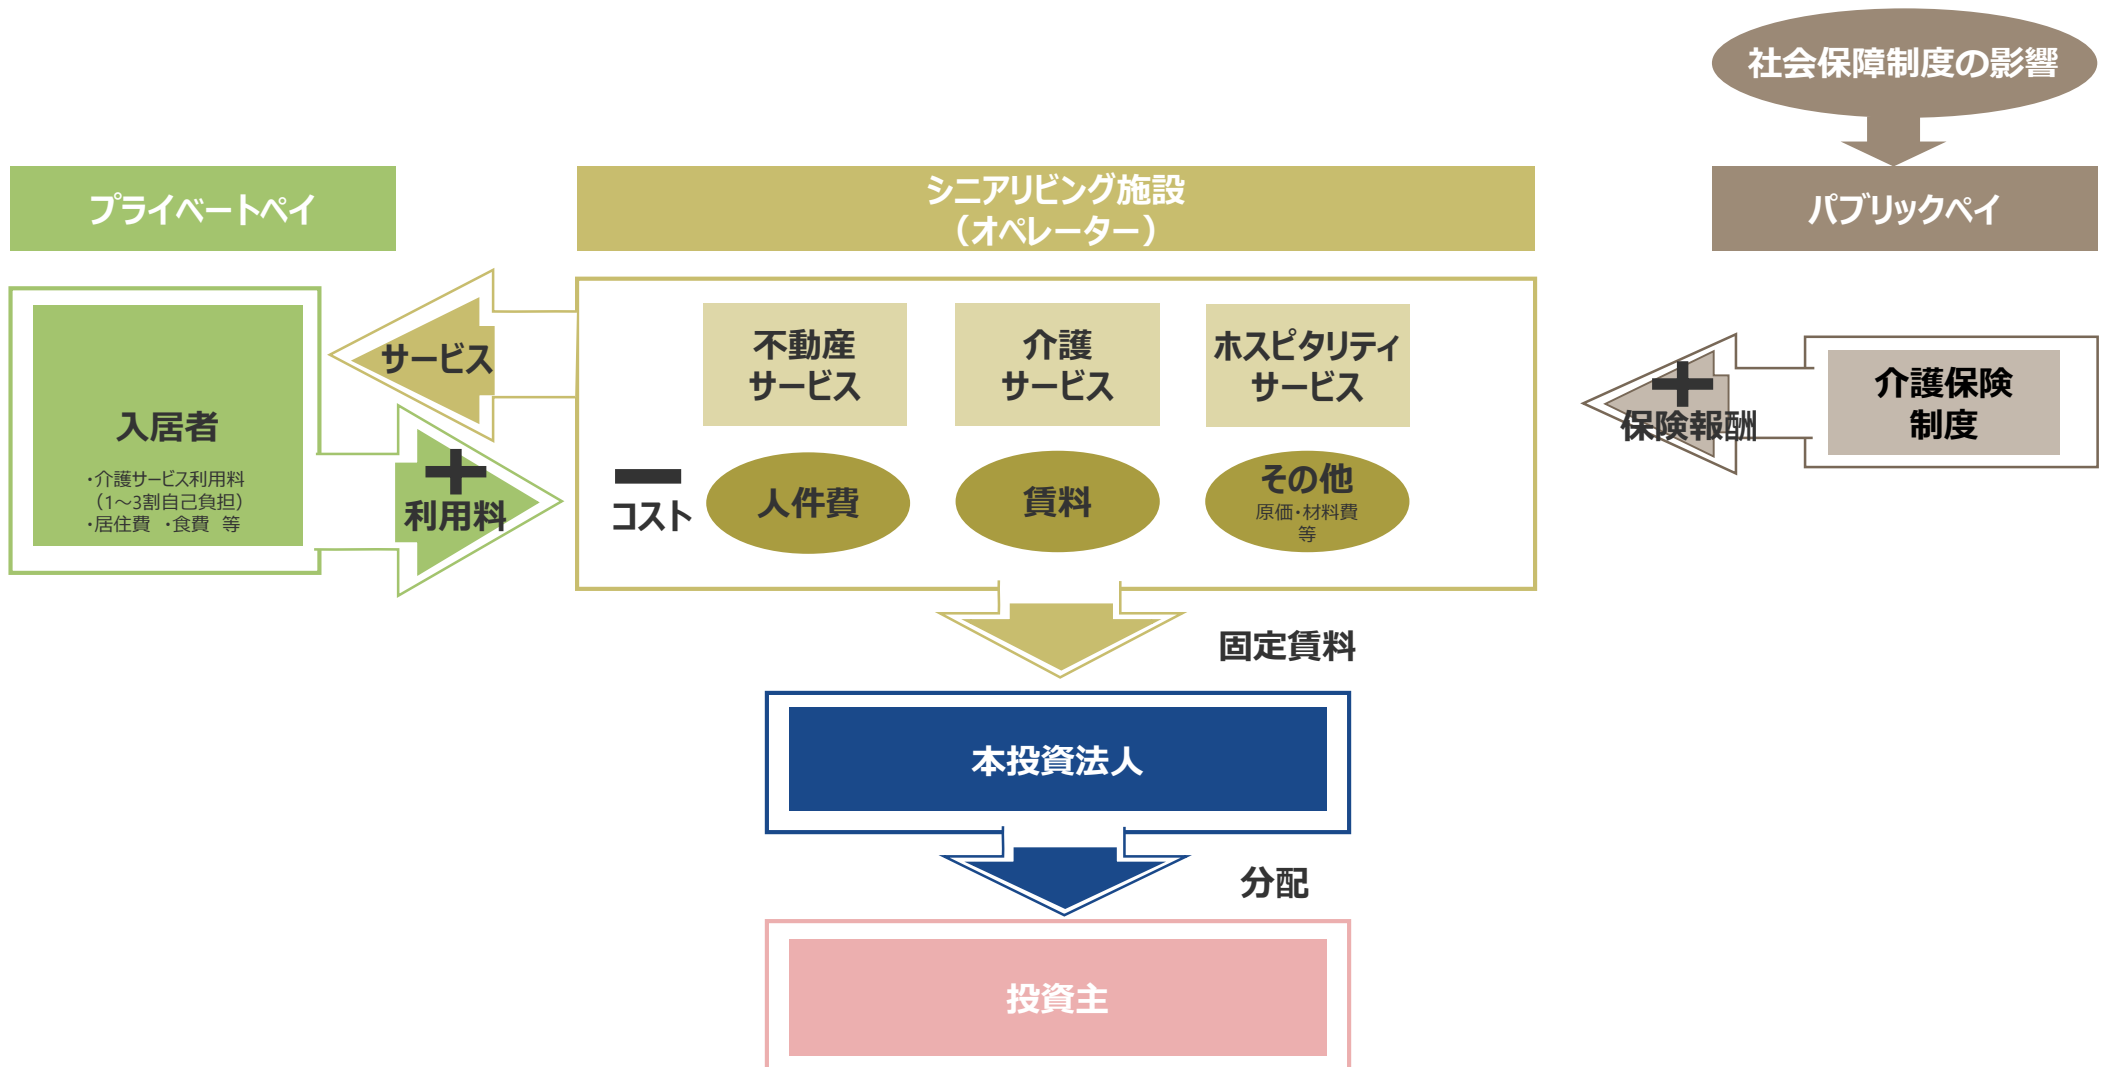 社会保障制度の影響
プライベートペイ
シニアリビング施設
（オペレーター）
パブリックペイ
入居者
・介護サービス利用料
（1～3割自己負担）
・居住費　・食費　等
サービス
＋
利用料
不動産
サービス
介護
サービス
ホスピタリティ
サービス
ー
コスト
人件費
賃料
その他
原価・材料費
等
＋
保険報酬
介護保険
制度
固定賃料
本投資法人
分配
投資主